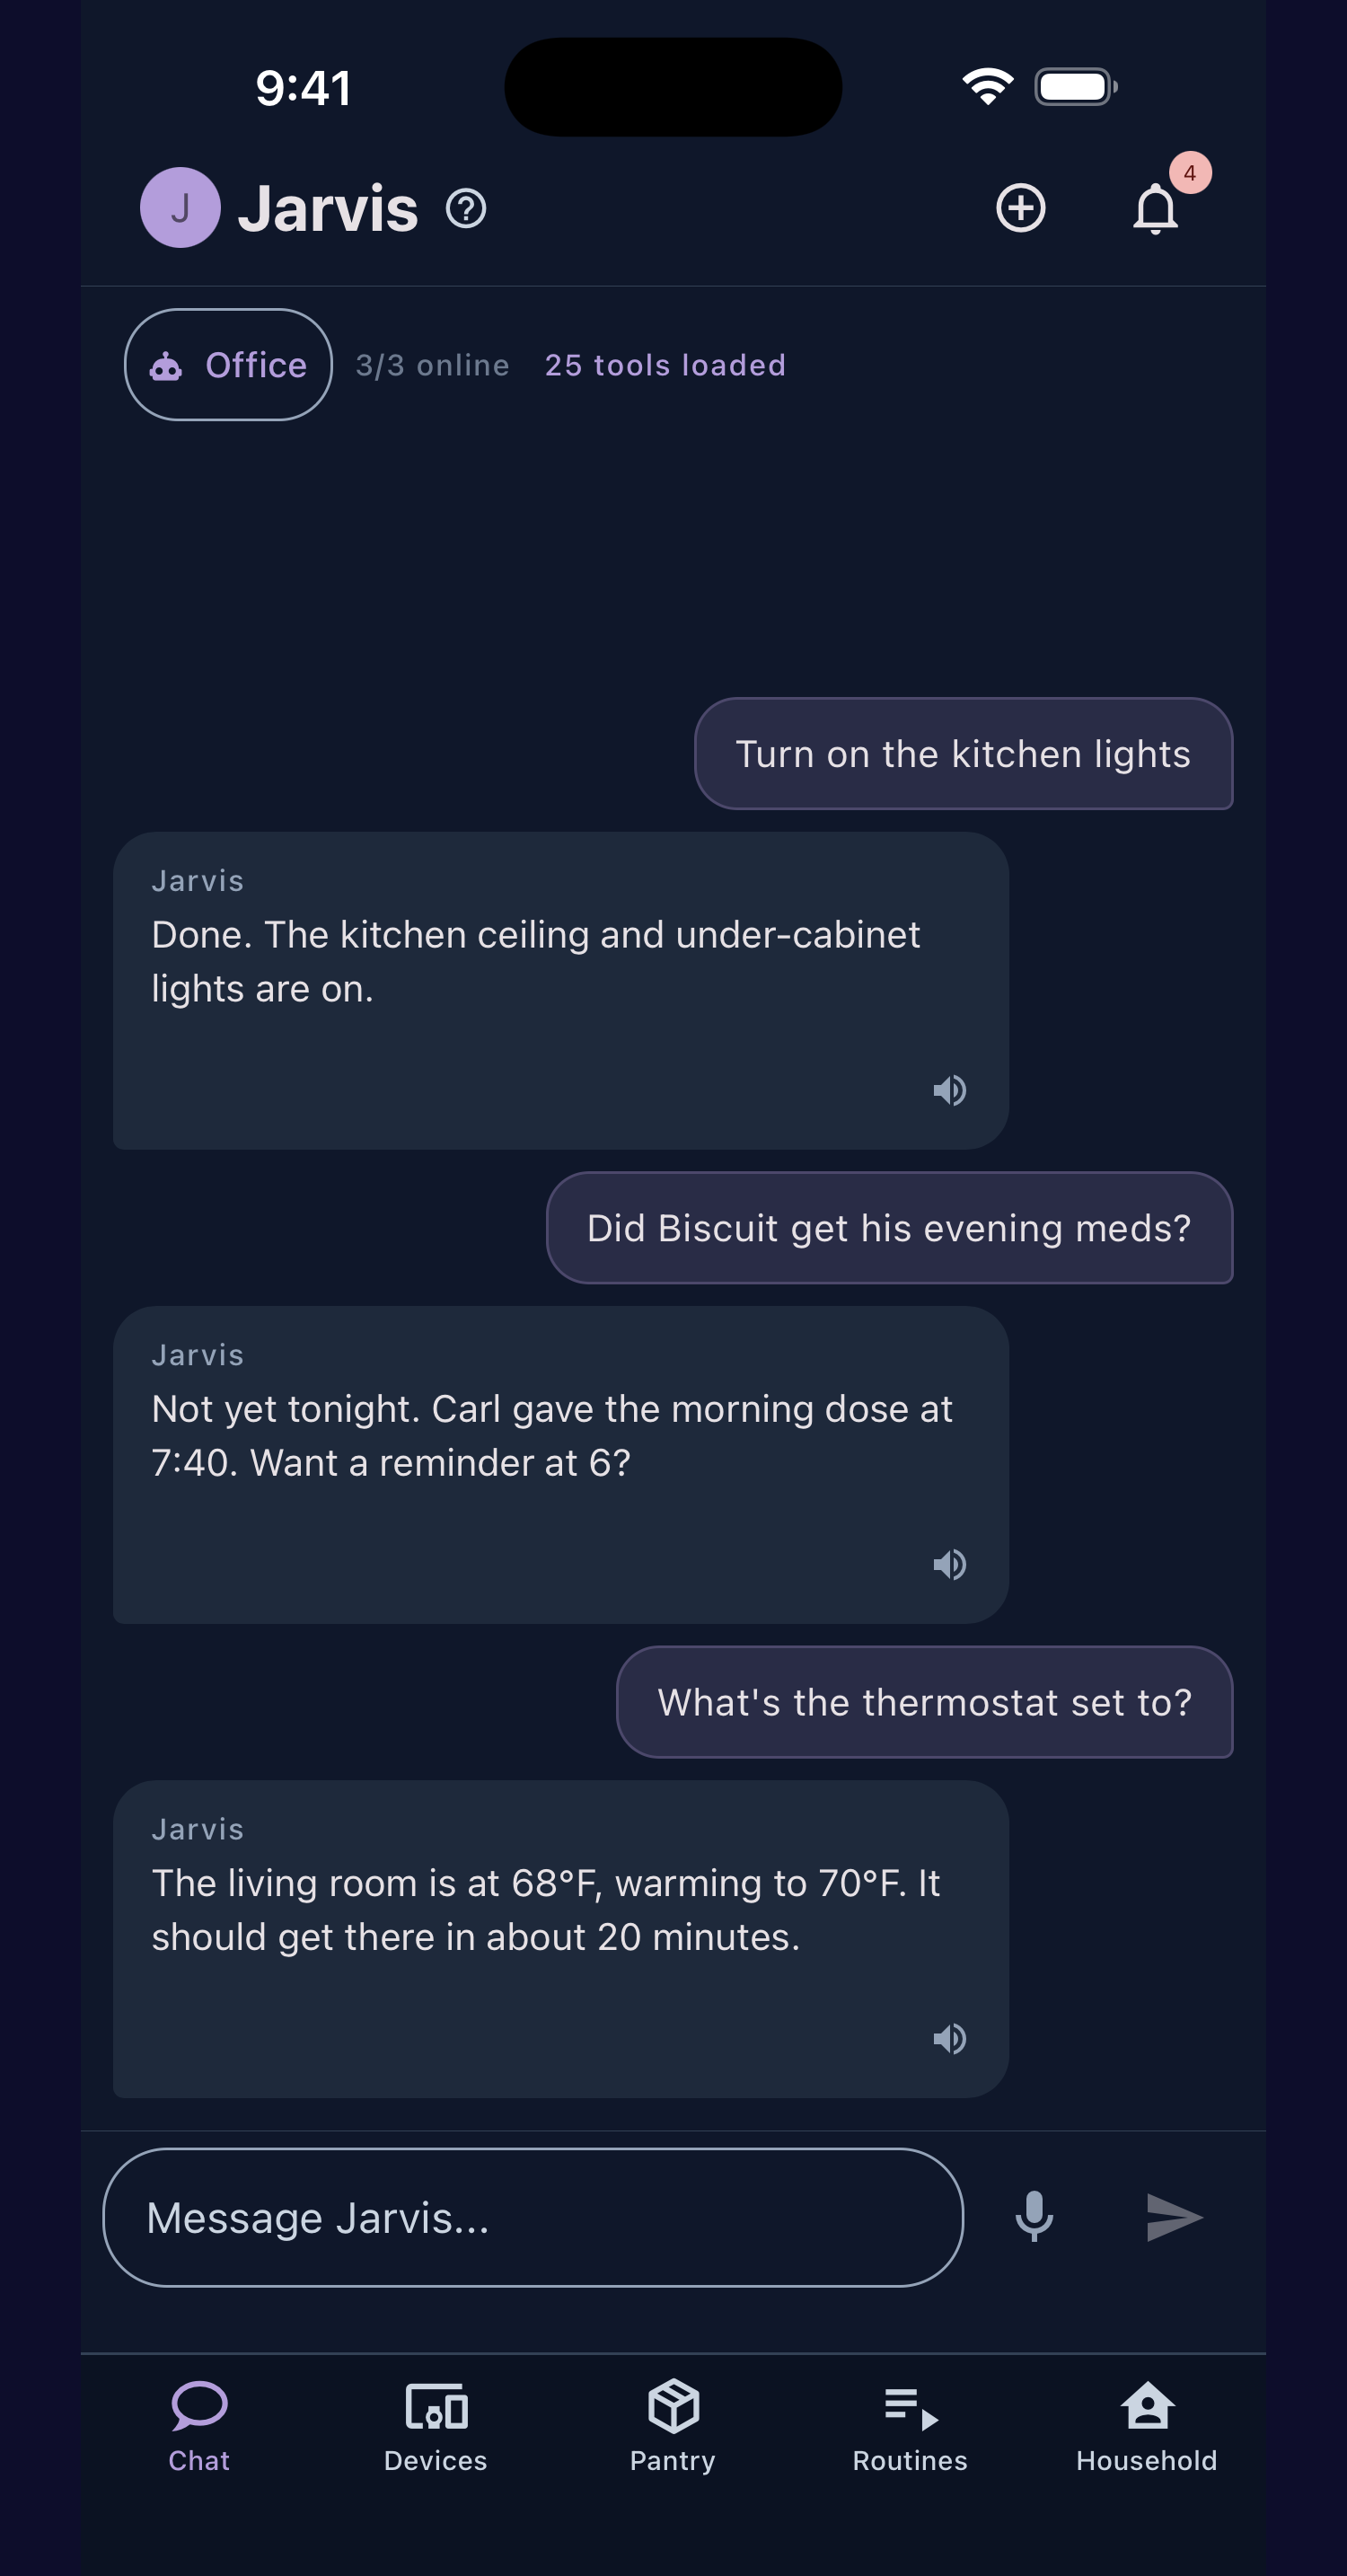 9:41
4
J Jarvis
Office 3/3 online 25 tools loaded
Turn on the kitchen lights
Jarvis
Done. The kitchen ceiling and under-cabinet
lights are on.
Did Biscuit get his evening meds?
Jarvis
Not yet tonight. Carl gave the morning dose at
7:40. Want a reminder at 6?
What's the thermostat set to?
Jarvis
The living room is at 68°F, warming to 70°F. It
should get there in about 20 minutes.
Message Jarvis...
Chat Devices Pantry Routines Household